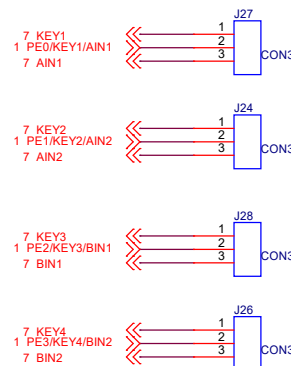 J27
7 KEY1 1
1 PE0/KEY1/AIN1 2
7 AIN1 3 CON3
J24
7 KEY2 1
1 PE1/KEY2/AIN2 2
7 AIN2 3 CON3
J28
7 KEY3 1
1 PE2/KEY3/BIN1 2
7 BIN1 3 CON3
J26
7 KEY4 1
1 PE3/KEY4/BIN2 2
7 BIN2 3 CON3